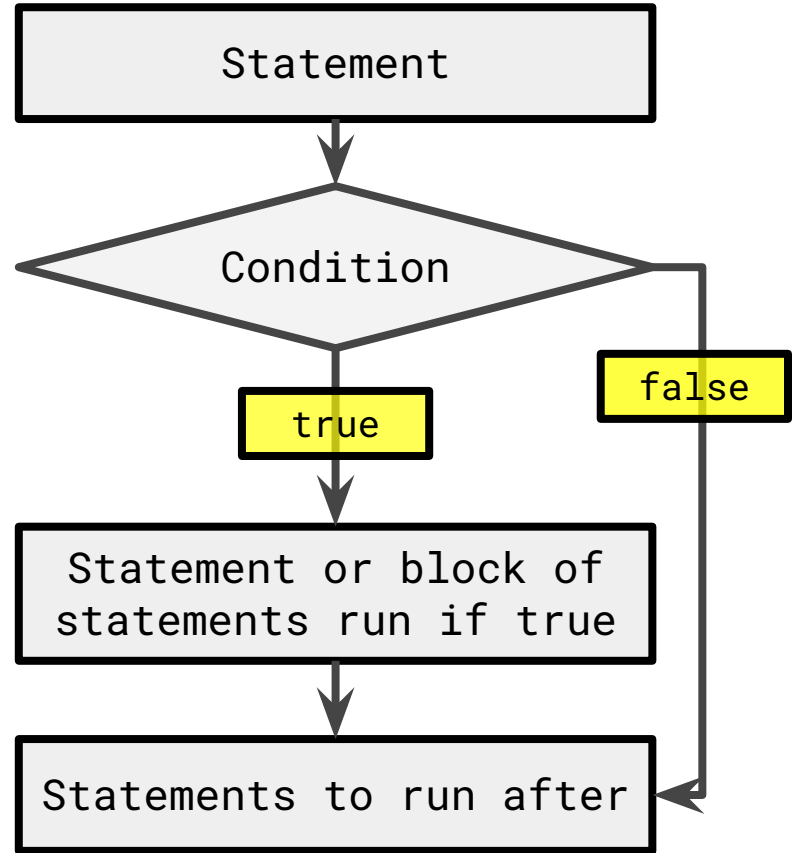 Statement
Condition
true
false
Statement or block of
statements run if true
Statements to run after